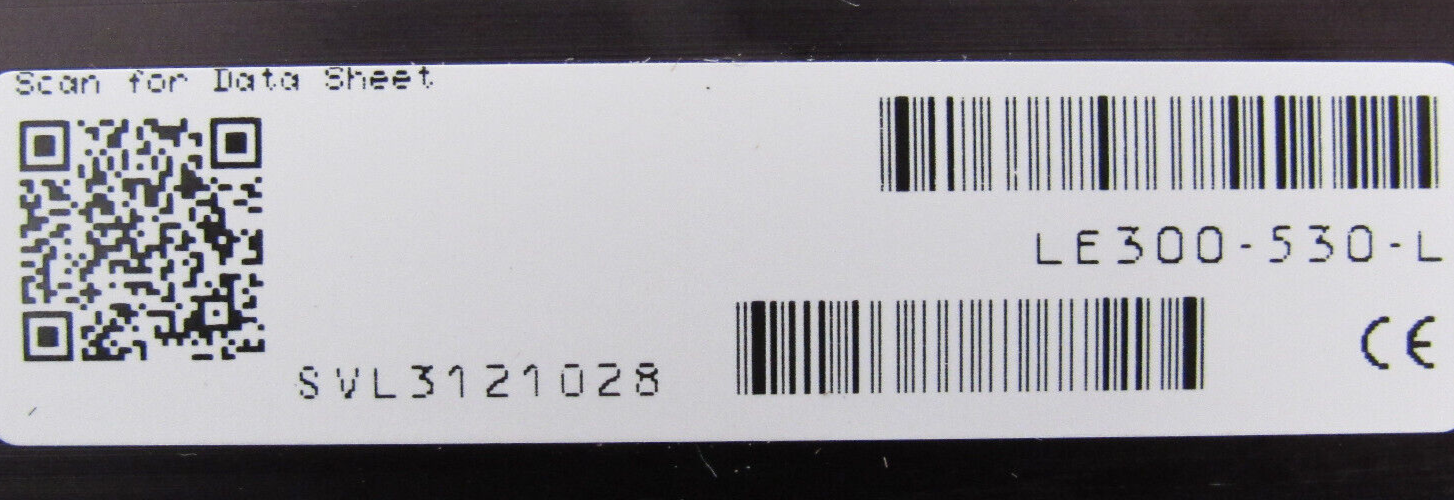 Scan for Data Sheet
LE300-530-L
CE
SVL3121028